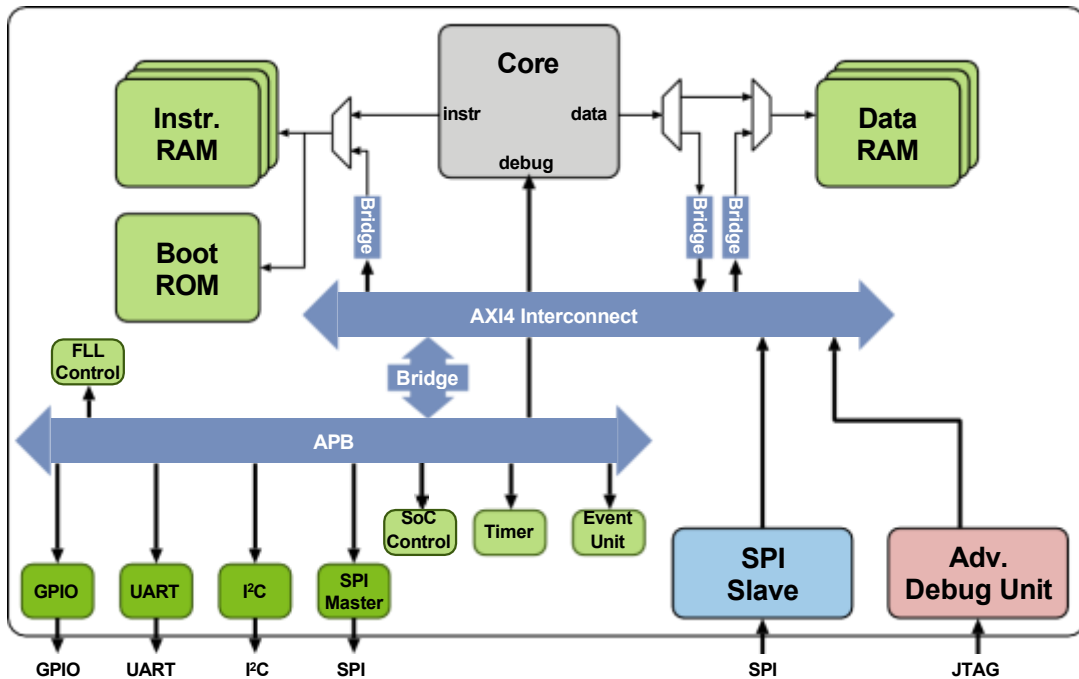 Core
instr
data
debug
Instr.
RAM
Data
RAM
Boot
ROM
Bridge
Bridge
Bridge
AXI4 Interconnect
FLL
Control
Bridge
APB
SoC
Control
Timer
Event
Unit
GPIO
UART
I²C
SPI
Master
SPI
Slave
Adv.
Debug Unit
GPIO
UART
I²C
SPI
SPI
JTAG